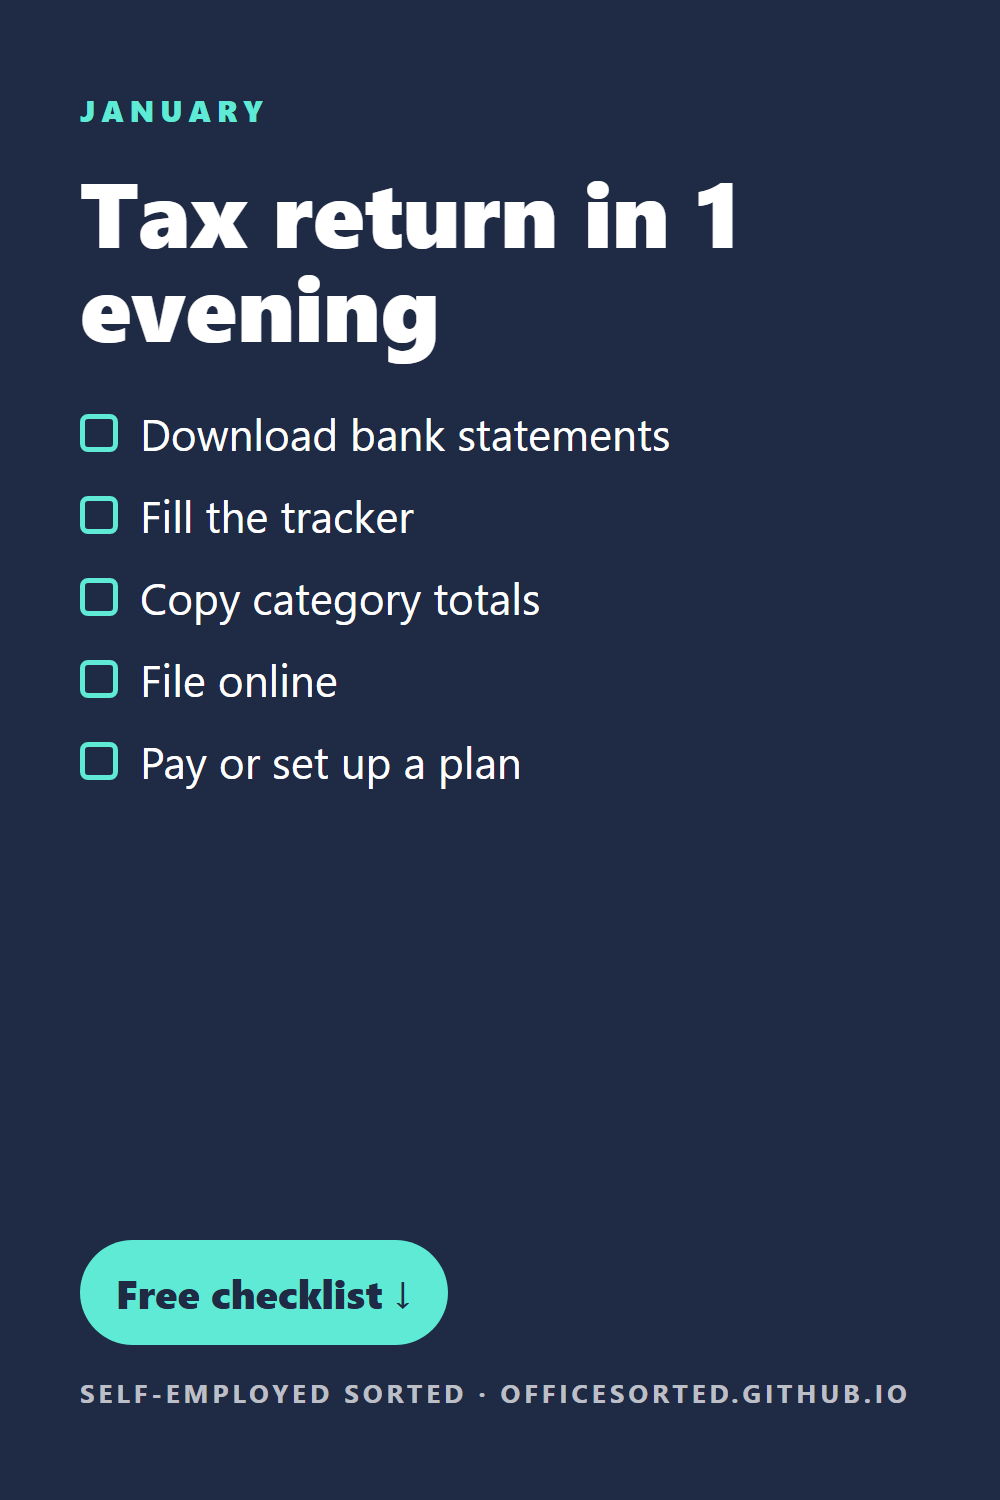 JANUARY
Tax return in 1
evening
Download bank statements
Fill the tracker
Copy category totals
File online
Pay or set up a plan
Free checklist ↓
SELF-EMPLOYED SORTED · OFFICESORTED.GITHUB.IO